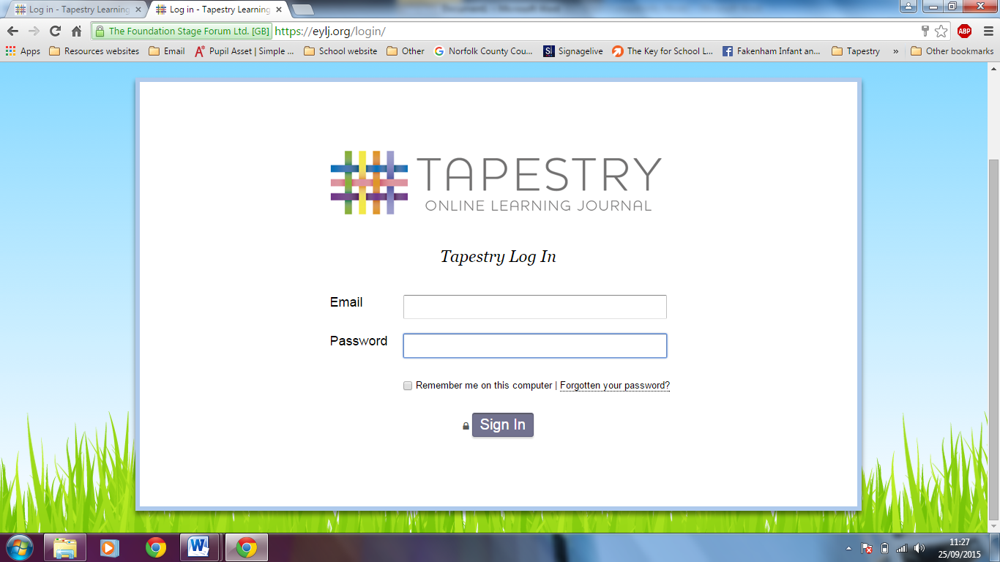 Log in - Tapestry Learning
Log in - Tapestry Learning
The Foundation Stage Forum Ltd. [GB] https://eylj.org/login/
ABP
Apps Resources websites Email Pupil Asset | Simple ... School website Other Norfolk County Cou... Signagelive The Key for School L... Fakenham Infant an... Tapestry » Other bookmarks
TAPESTRY
ONLINE LEARNING JOURNAL
Tapestry Log In
Email
Password
Remember me on this computer | Forgotten your password?
Sign In
11:27
25/09/2015